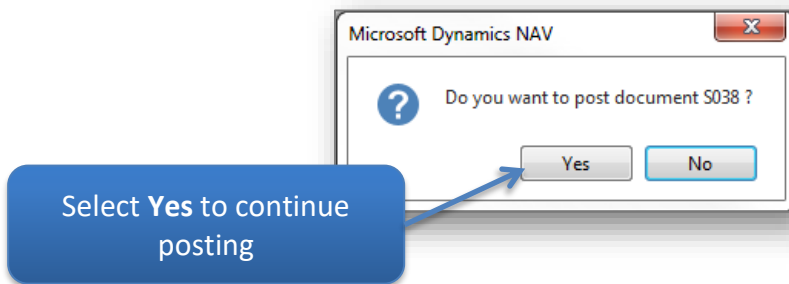 Microsoft Dynamics NAV
Do you want to post document S038 ?
Yes
No
Select Yes to continue
posting